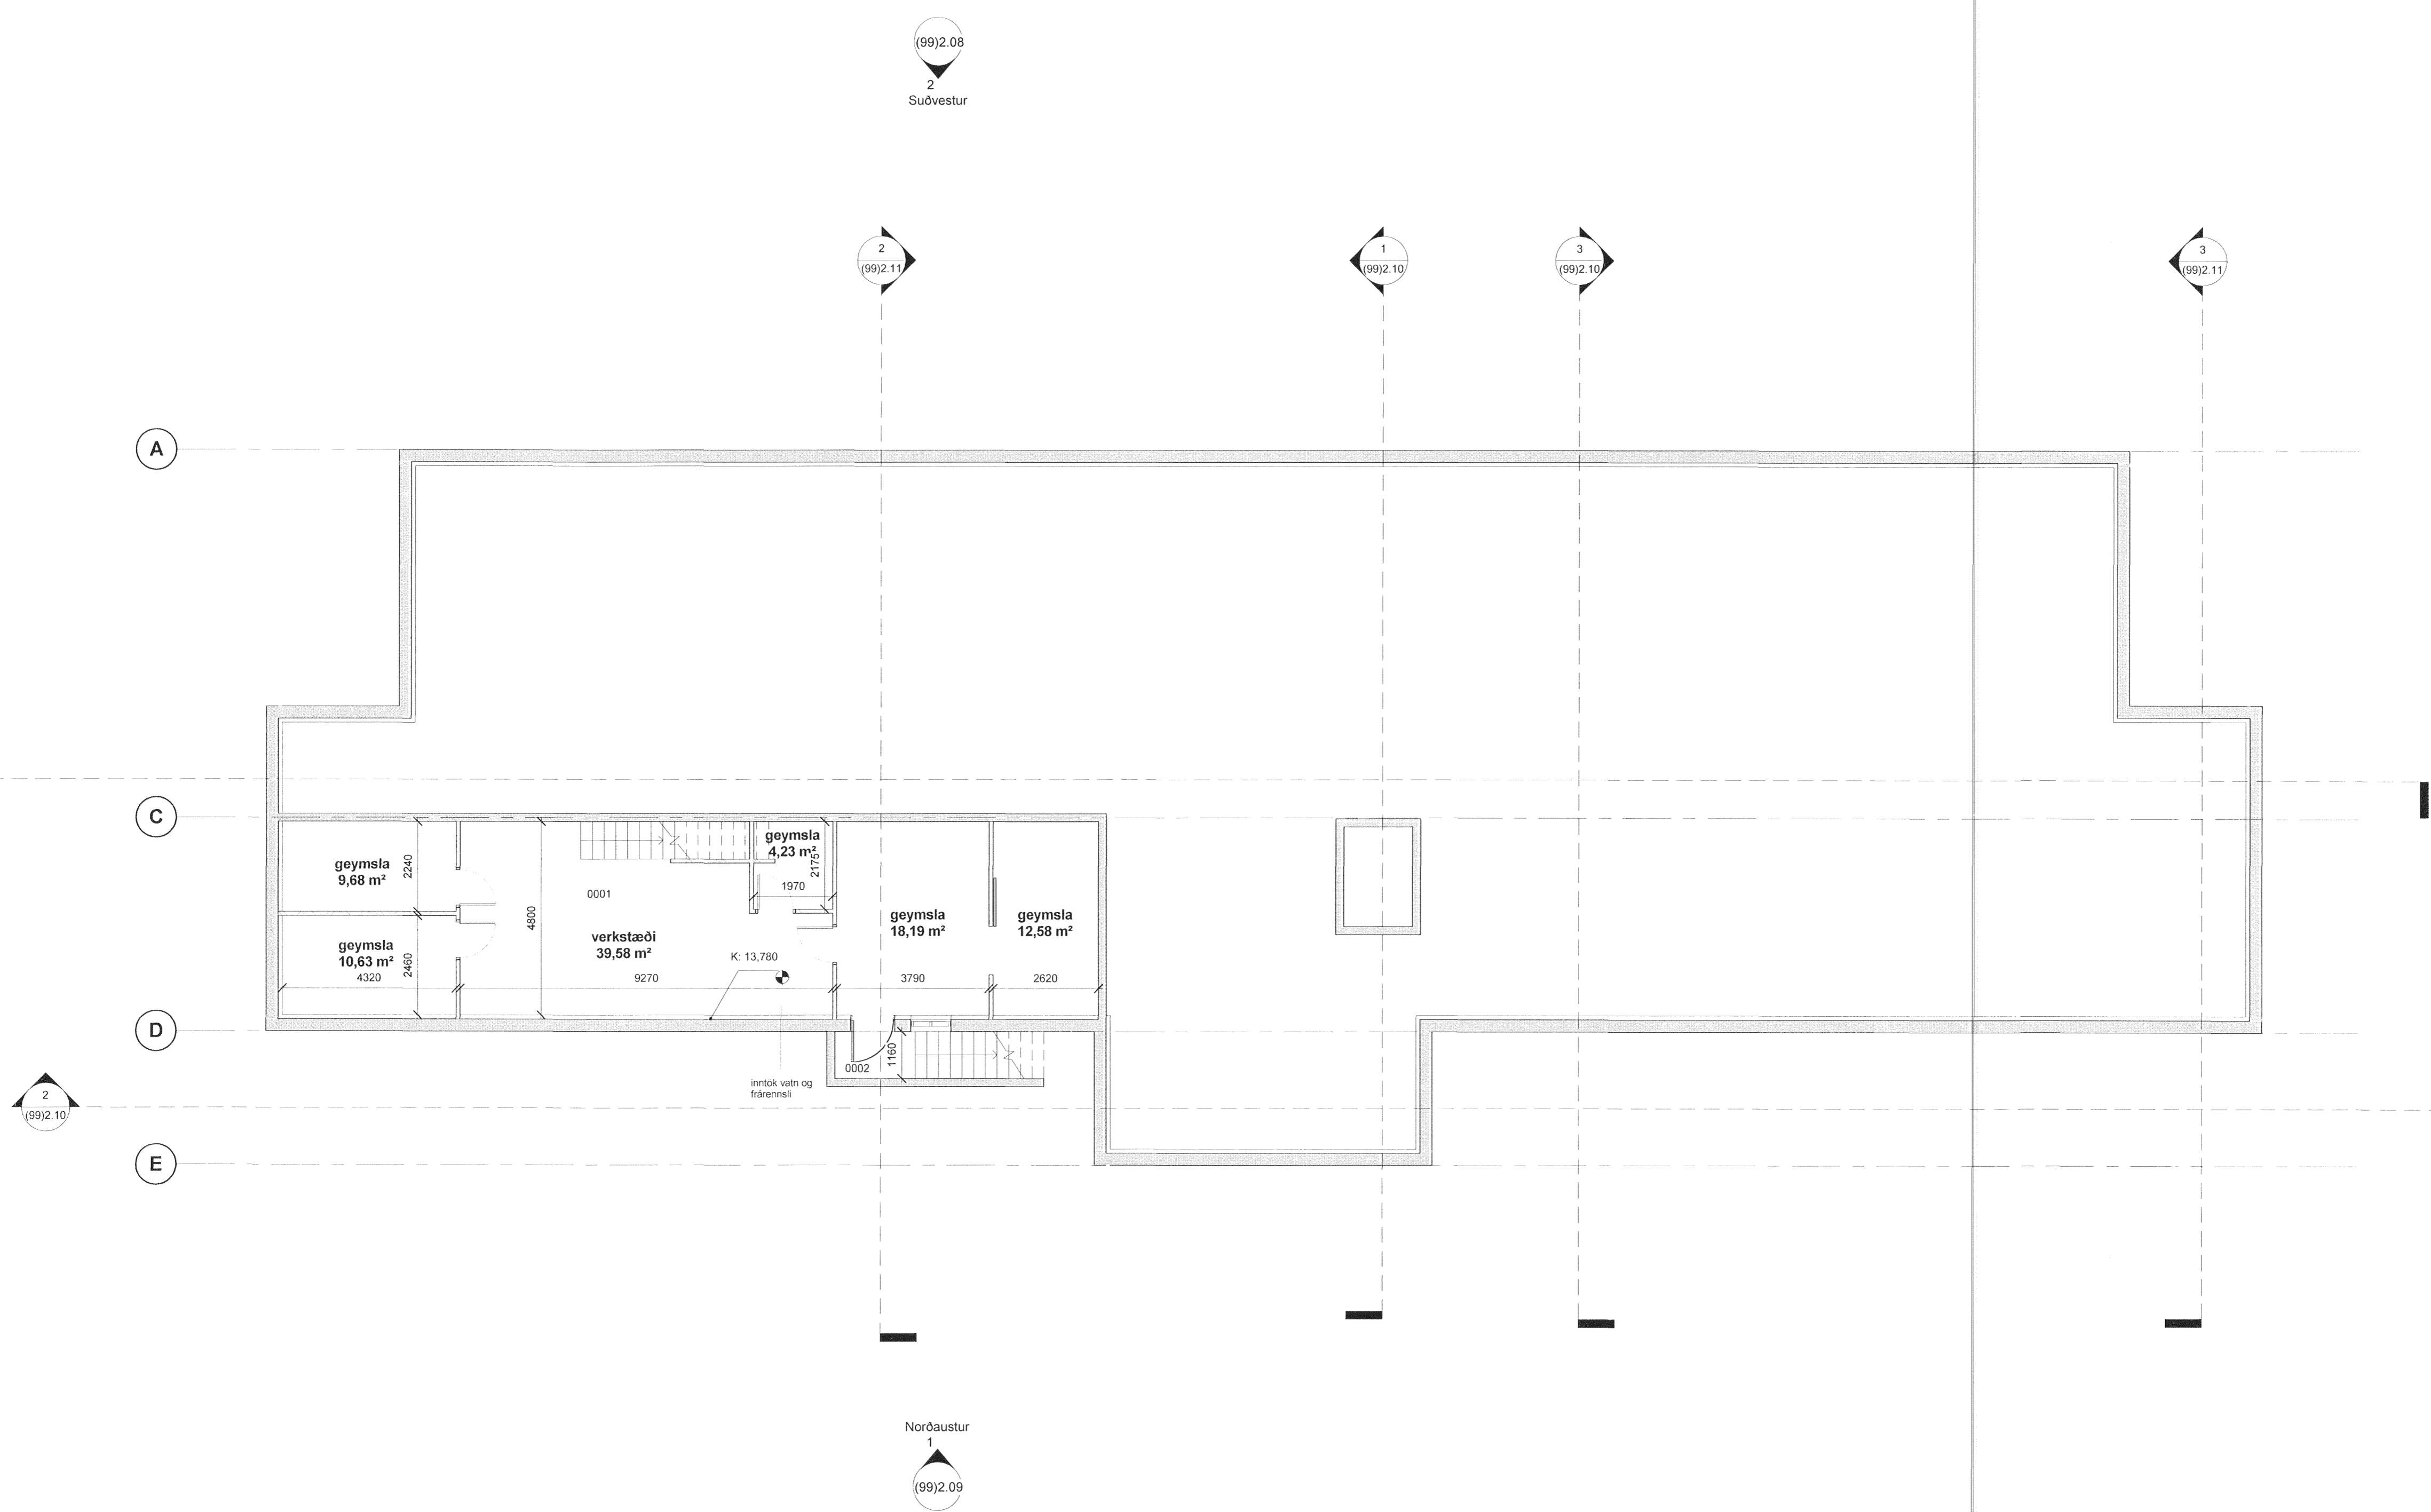 (99)2.08
2
Suðvestur
2
(99)2.11
1
(99)2.10
3
(99)2.10
3
(99)2.11
A
C
geymsla
4,23 m²
2175
1970
geymsla
9,68 m²
2240
0001
4800
verkstæði
39,58 m²
geymsla
18,19 m²
geymsla
12,58 m²
geymsla
10,63 m²
2460
K: 13,780
4320
9270
3790
2620
D
1160
0002
inntök vatn og
frárennsli
2
(99)2.10
E
Norðaustur
1
(99)2.09